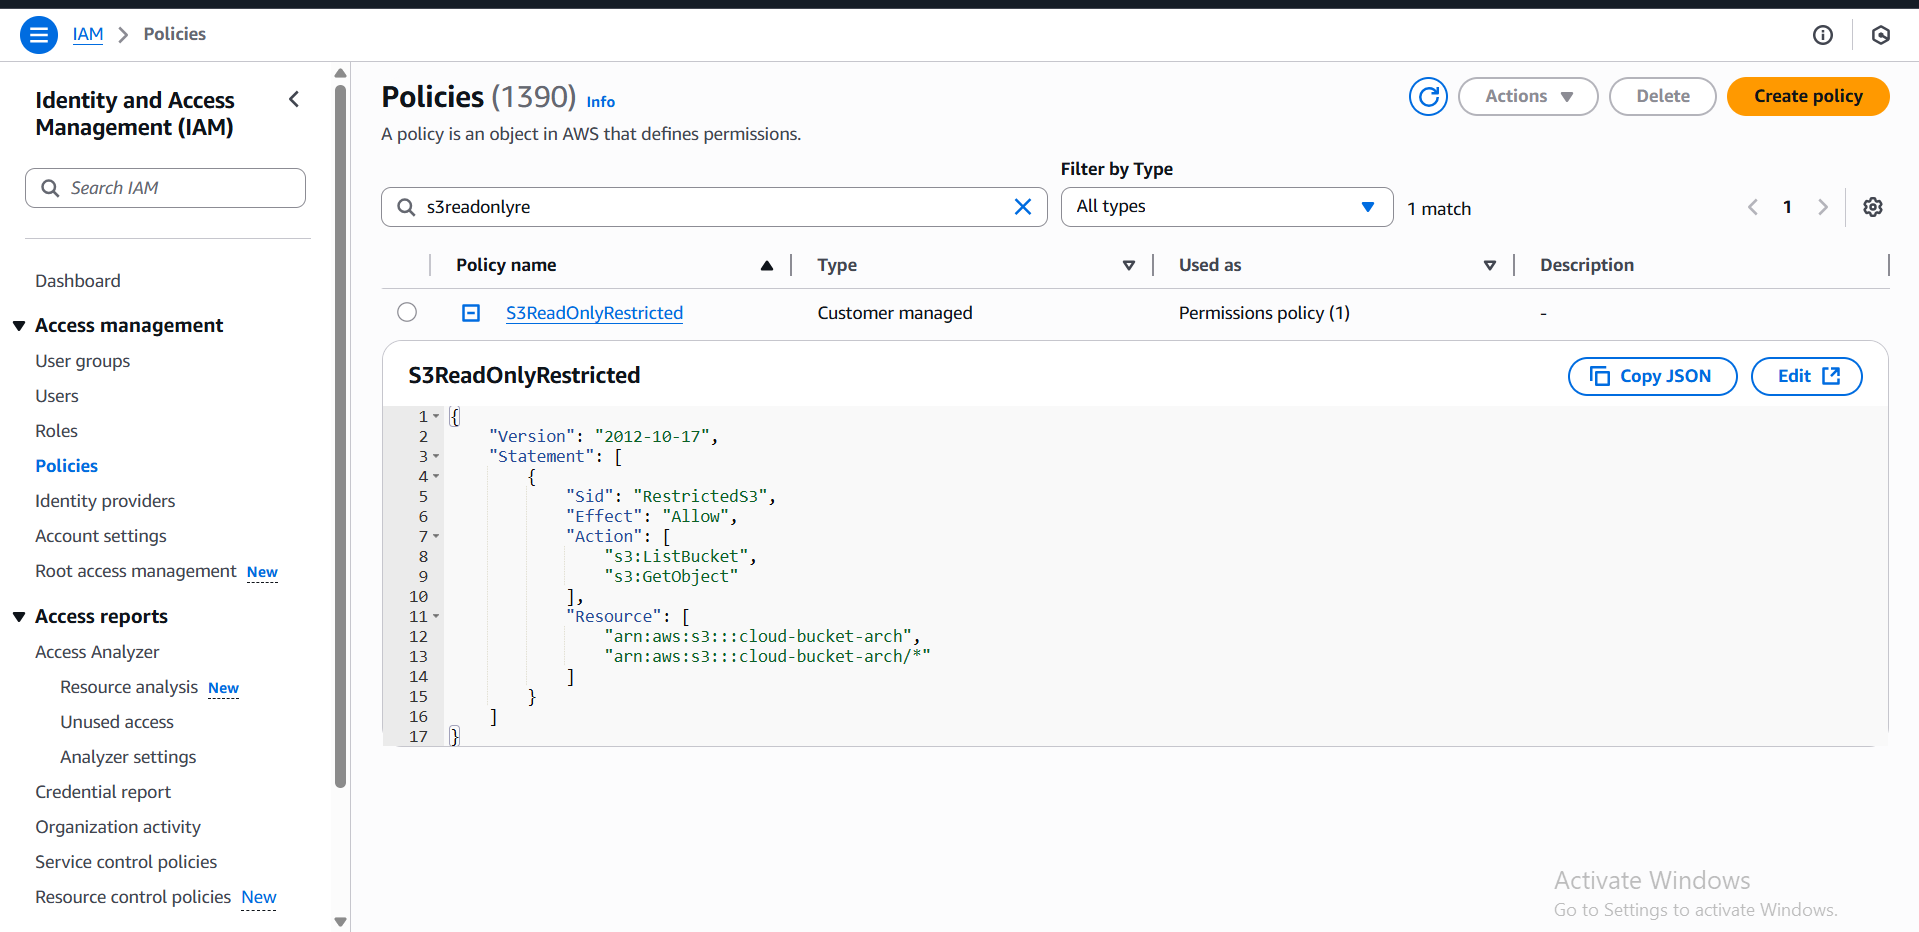 IAM > Policies
Identity and Access
Management (IAM)
Search IAM
Dashboard
Access management
User groups
Users
Roles
Policies
Identity providers
Account settings
Root access management New
Access reports
Access Analyzer
Resource analysis New
Unused access
Analyzer settings
Credential report
Organization activity
Service control policies
Resource control policies New
Policies (1390) Info
A policy is an object in AWS that defines permissions.
Actions
Delete
Create policy
Filter by Type
s3readonlyre
All types
1 match
1
Policy name Type Used as Description
S3ReadOnlyRestricted Customer managed Permissions policy (1) -
S3ReadOnlyRestricted
Copy JSON
Edit
1 {
2     "Version": "2012-10-17",
3     "Statement": [
4         {
5             "Sid": "RestrictedS3",
6             "Effect": "Allow",
7             "Action": [
8                 "s3:ListBucket",
9                 "s3:GetObject"
10             ],
11             "Resource": [
12                 "arn:aws:s3:::cloud-bucket-arch",
13                 "arn:aws:s3:::cloud-bucket-arch/*"
14             ]
15         }
16     ]
17 }
Activate Windows
Go to Settings to activate Windows.